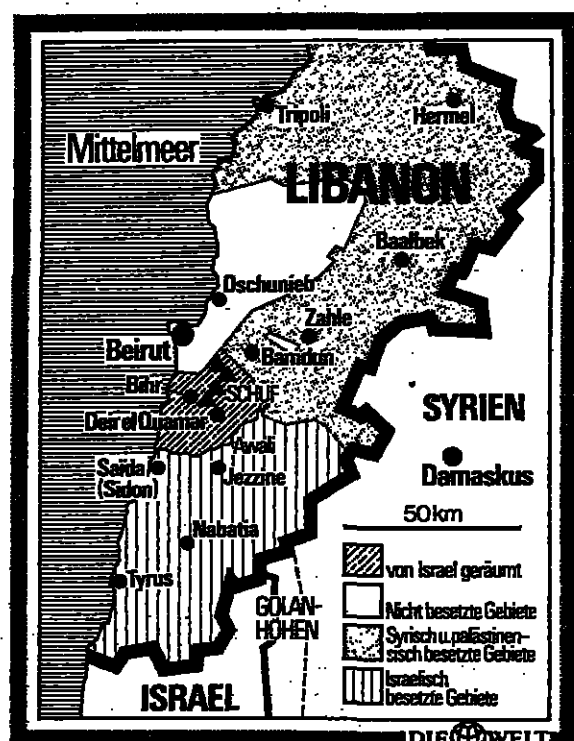 Tripoli
Hermel
Mittelmeer
LIBANON
Baalbek
Dschunieh
Zahle
Beirut
Bamdun
Bihr
SCHUF
Deir el Quamar
SYRIEN
Awali
Saida
(Sidon)
Jezzine
Damaskus
50 km
Nabatia
Tyrus
GOLAN-
HÖHEN
ISRAEL
von Israel geräumt
Nicht besetzte Gebiete
Syrisch u. palästinen-
sisch besetzte Gebiete
Israelisch
besetzte Gebiete
DIE WELT